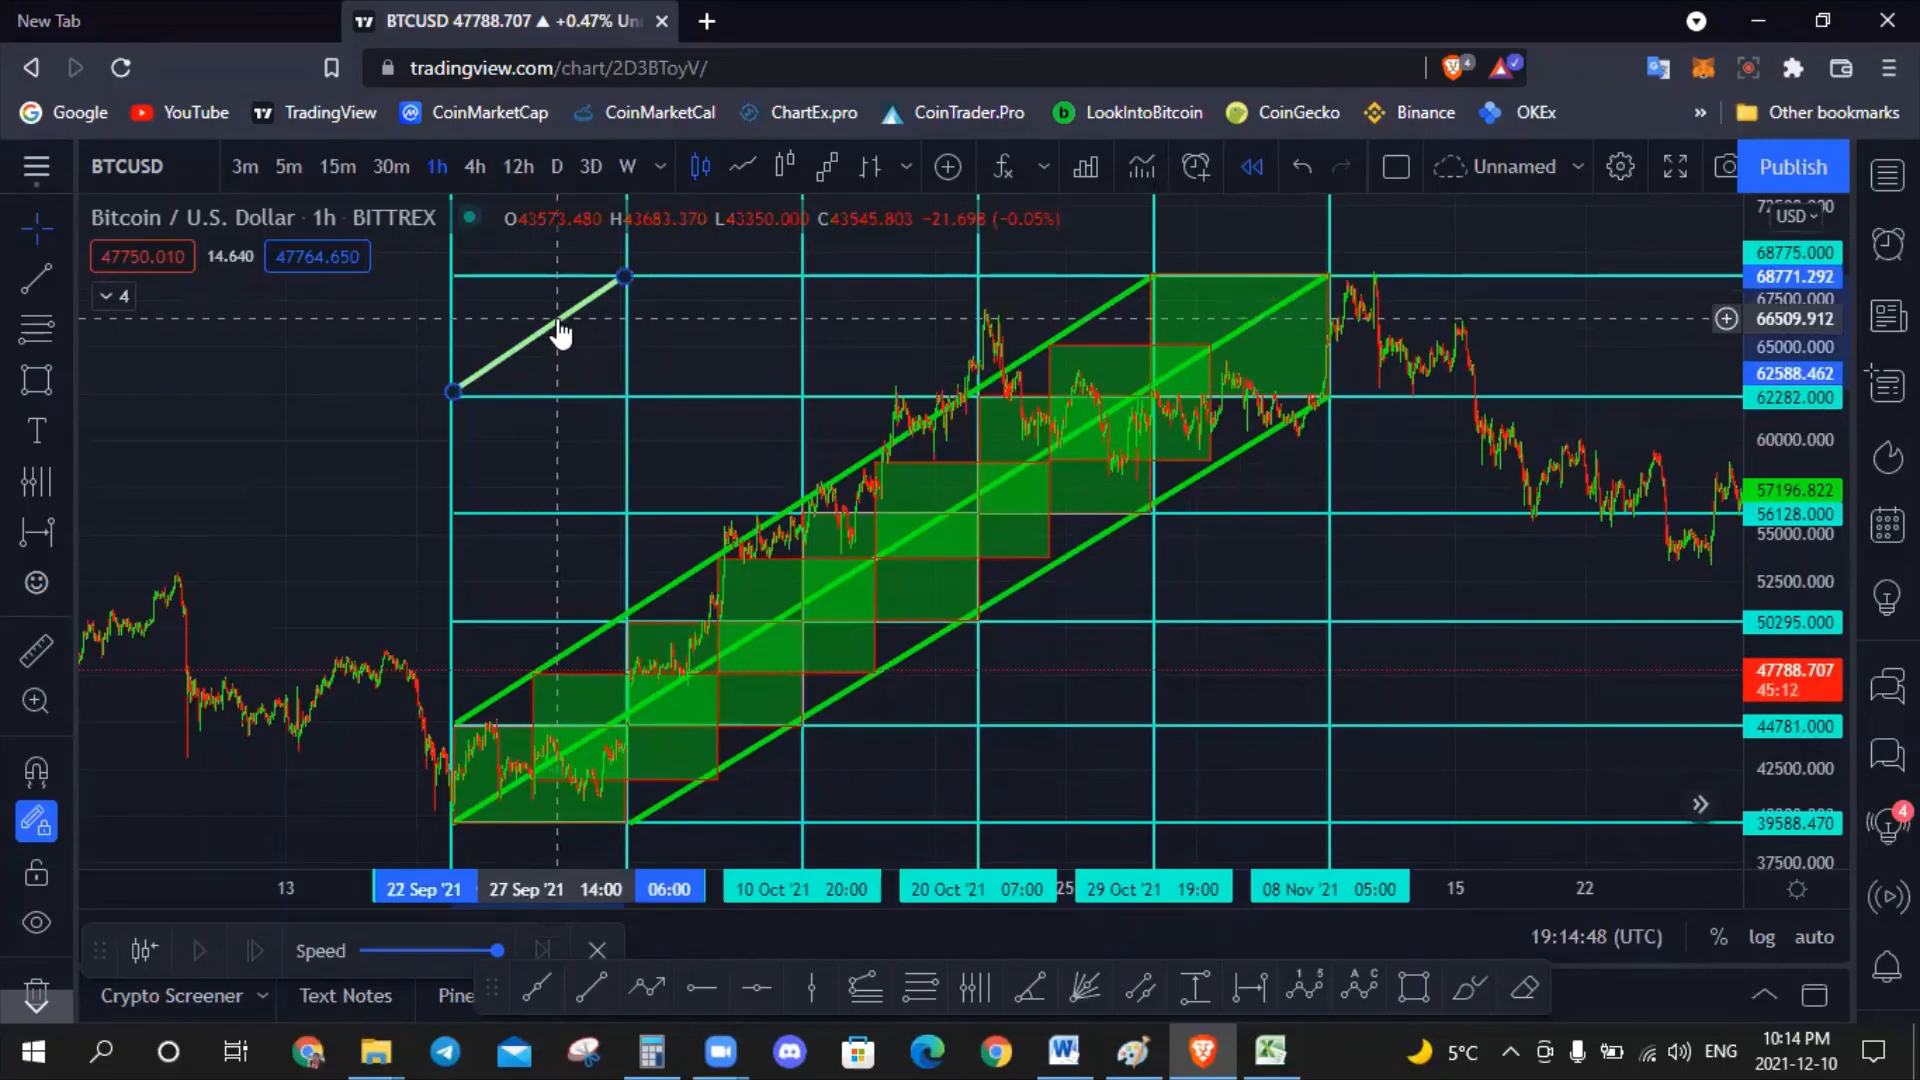 New Tab
BTCUSD 47788.707 ▲ +0.47% Un
tradingview.com/chart/2D3BToyV/
4
Google YouTube TradingView CoinMarketCap CoinMarketCal ChartEx.pro CoinTrader.Pro LookIntoBitcoin CoinGecko Binance OKEx » Other bookmarks
BTCUSD 3m 5m 15m 30m 1h 4h 12h D 3D W Unnamed Publish
Bitcoin / U.S. Dollar · 1h · BITTREX O43573.480 H43683.370 L43350.000 C43545.803 −21.698 (−0.05%)
USD
47750.010 14.640 47764.650
4
68775.000
68771.292
67500.000
66509.912
65000.000
62588.462
62282.000
60000.000
57196.822
56128.000
55000.000
52500.000
50295.000
47788.707
45:12
44781.000
42500.000
39588.470
37500.000
4
13 22 Sep '21 27 Sep '21 14:00 06:00 10 Oct '21 20:00 20 Oct '21 07:00 25 29 Oct '21 19:00 08 Nov '21 05:00 15 22
19:14:48 (UTC) % log auto
Speed
Crypto Screener Text Notes Pine
1 5 A C
5°C ENG
10:14 PM
2021-12-10